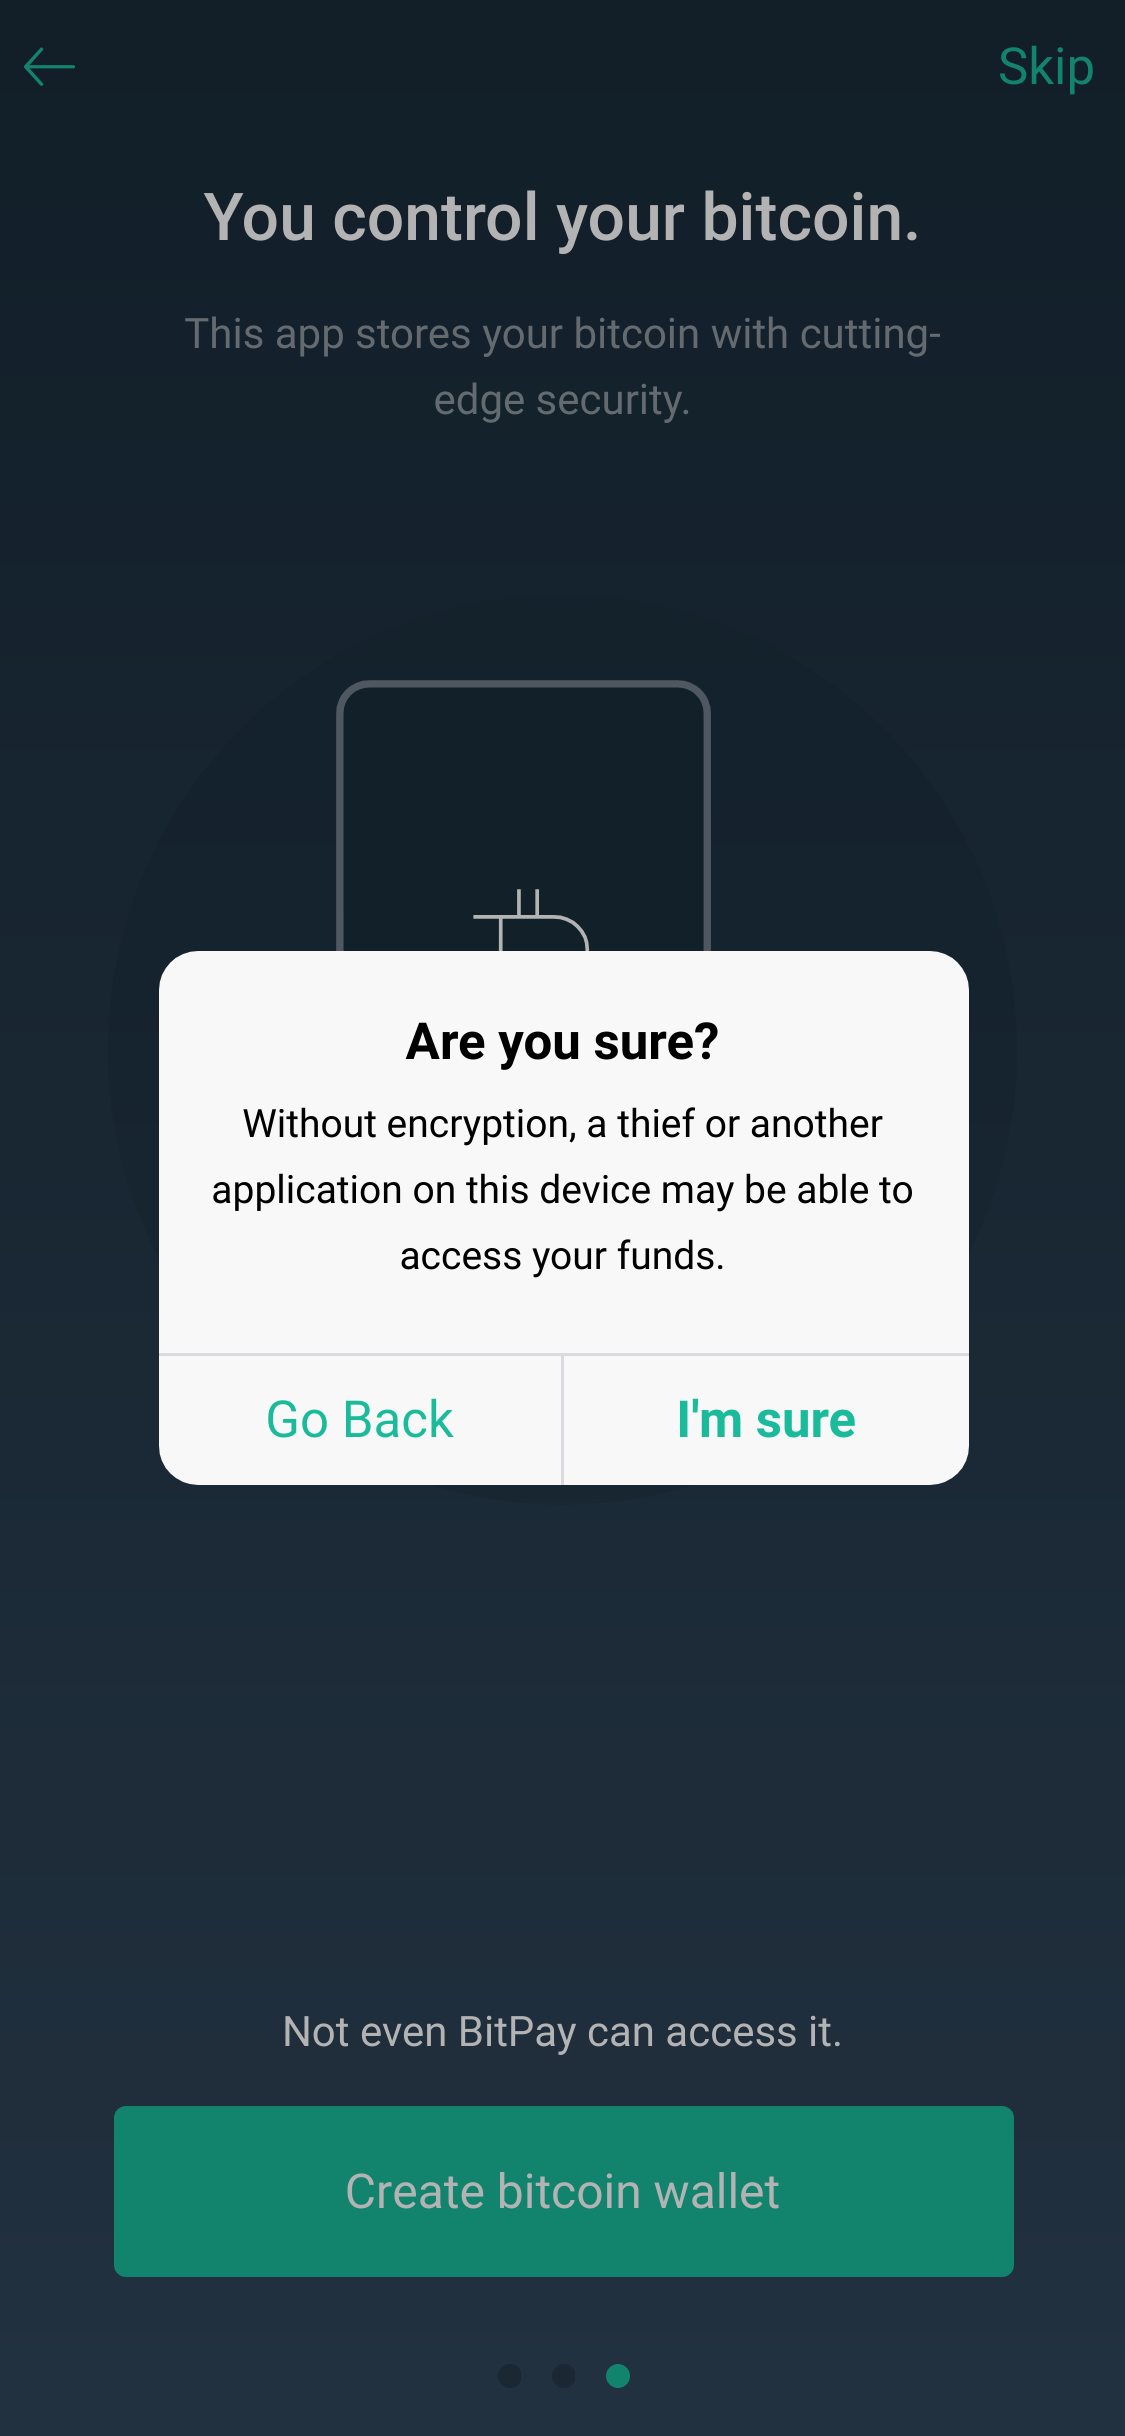 Skip
You control your bitcoin.
This app stores your bitcoin with cutting-
edge security.
Are you sure?
Without encryption, a thief or another
application on this device may be able to
access your funds.
Go Back
I'm sure
Not even BitPay can access it.
Create bitcoin wallet